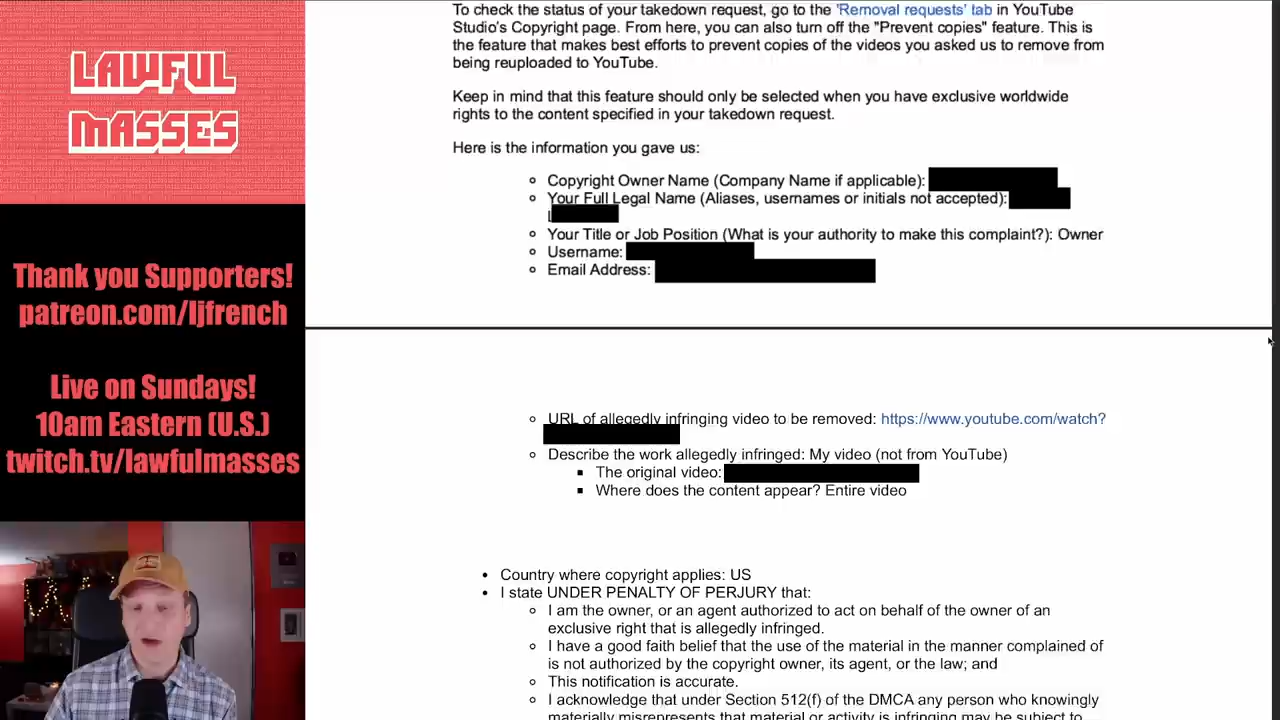 LAWFUL
MASSES
Thank you Supporters!
patreon.com/ljfrench
Live on Sundays!
10am Eastern (U.S.)
twitch.tv/lawfulmasses
To check the status of your takedown request, go to the 'Removal requests' tab in YouTube
Studio's Copyright page. From here, you can also turn off the "Prevent copies" feature. This is
the feature that makes best efforts to prevent copies of the videos you asked us to remove from
being reuploaded to YouTube.
Keep in mind that this feature should only be selected when you have exclusive worldwide
rights to the content specified in your takedown request.
Here is the information you gave us:
Copyright Owner Name (Company Name if applicable):
Your Full Legal Name (Aliases, usernames or initials not accepted):
Your Title or Job Position (What is your authority to make this complaint?): Owner
Username:
Email Address:
URL of allegedly infringing video to be removed: https://www.youtube.com/watch?
Describe the work allegedly infringed: My video (not from YouTube)
The original video:
Where does the content appear? Entire video
Country where copyright applies: US
I state UNDER PENALTY OF PERJURY that:
I am the owner, or an agent authorized to act on behalf of the owner of an
exclusive right that is allegedly infringed.
I have a good faith belief that the use of the material in the manner complained of
is not authorized by the copyright owner, its agent, or the law; and
This notification is accurate.
I acknowledge that under Section 512(f) of the DMCA any person who knowingly
materially misrepresents that material or activity is infringing may be subject to